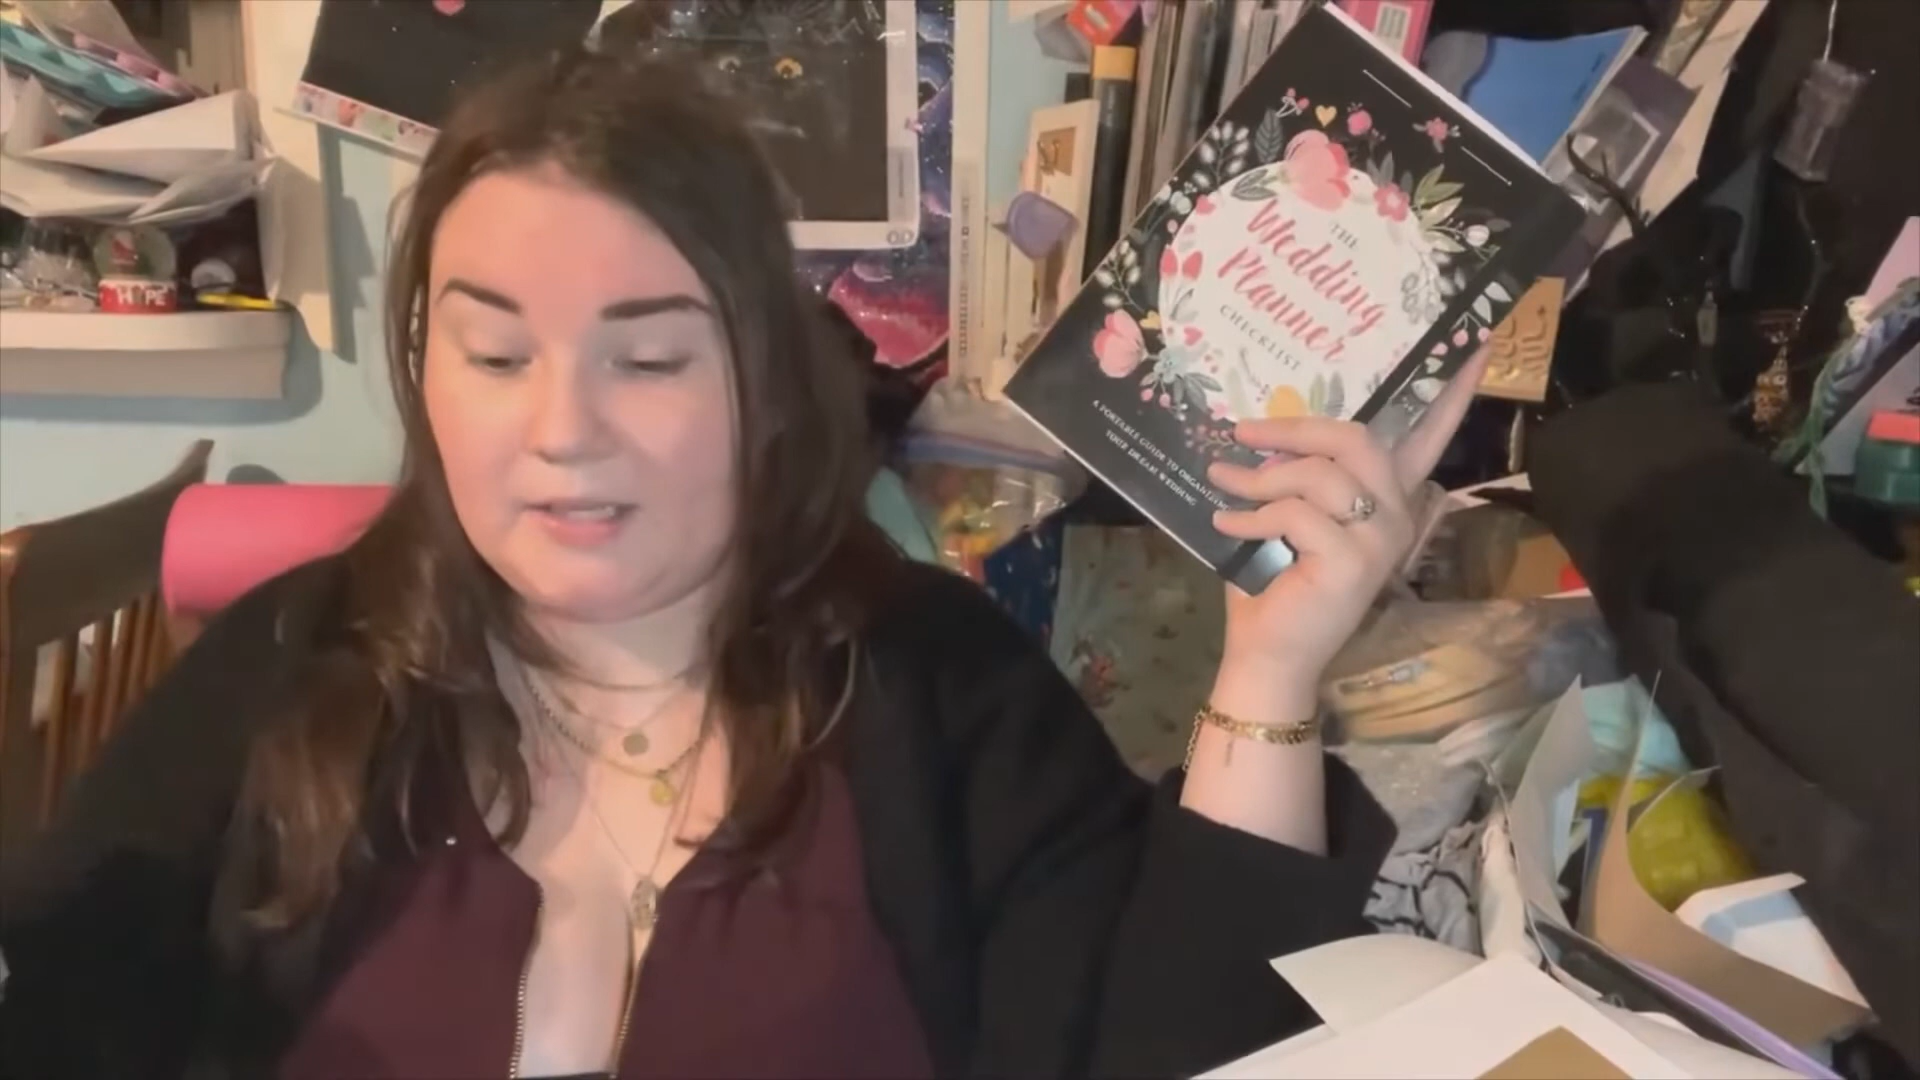 THE
Wedding
Planner
CHECKLIST
A PORTABLE GUIDE TO ORGANIZING
YOUR DREAM WEDDING
HOPE